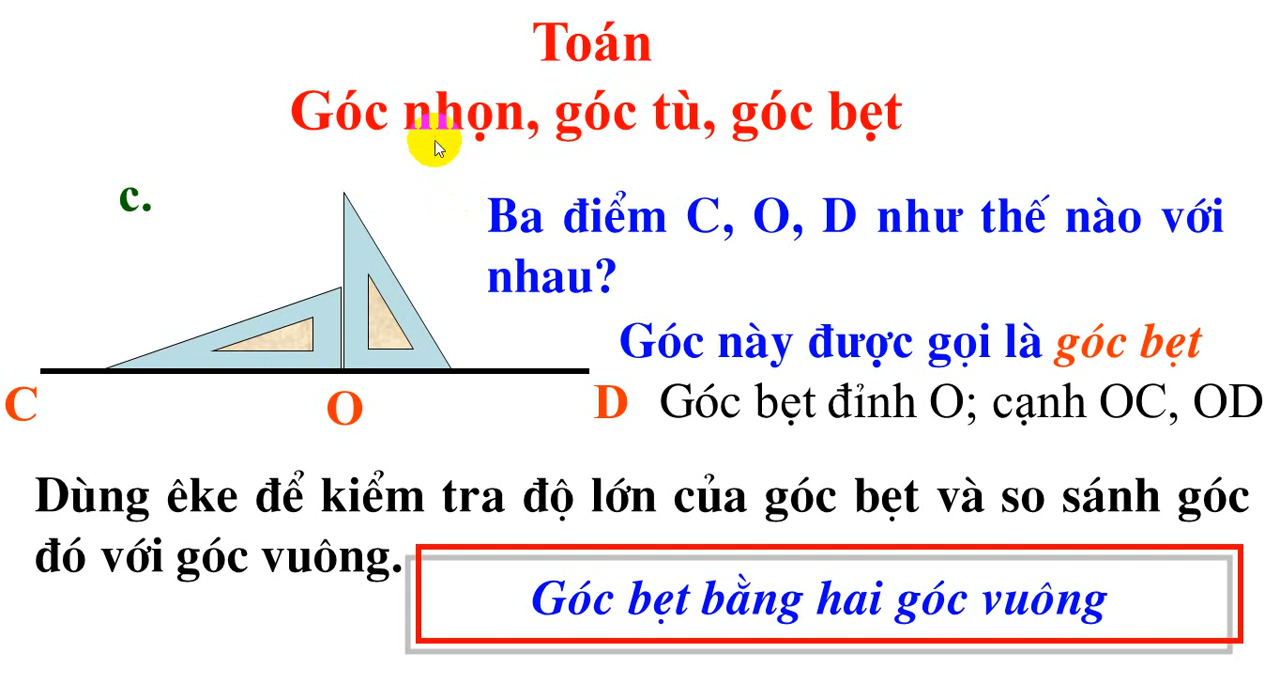 Toán
Góc nhọn, góc tù, góc bẹt
c.
Ba điểm C, O, D như thế nào với
nhau?
Góc này được gọi là góc bẹt
C
O
D
Góc bẹt đỉnh O; cạnh OC, OD
Dùng êke để kiểm tra độ lớn của góc bẹt và so sánh góc
đó với góc vuông.
Góc bẹt bằng hai góc vuông